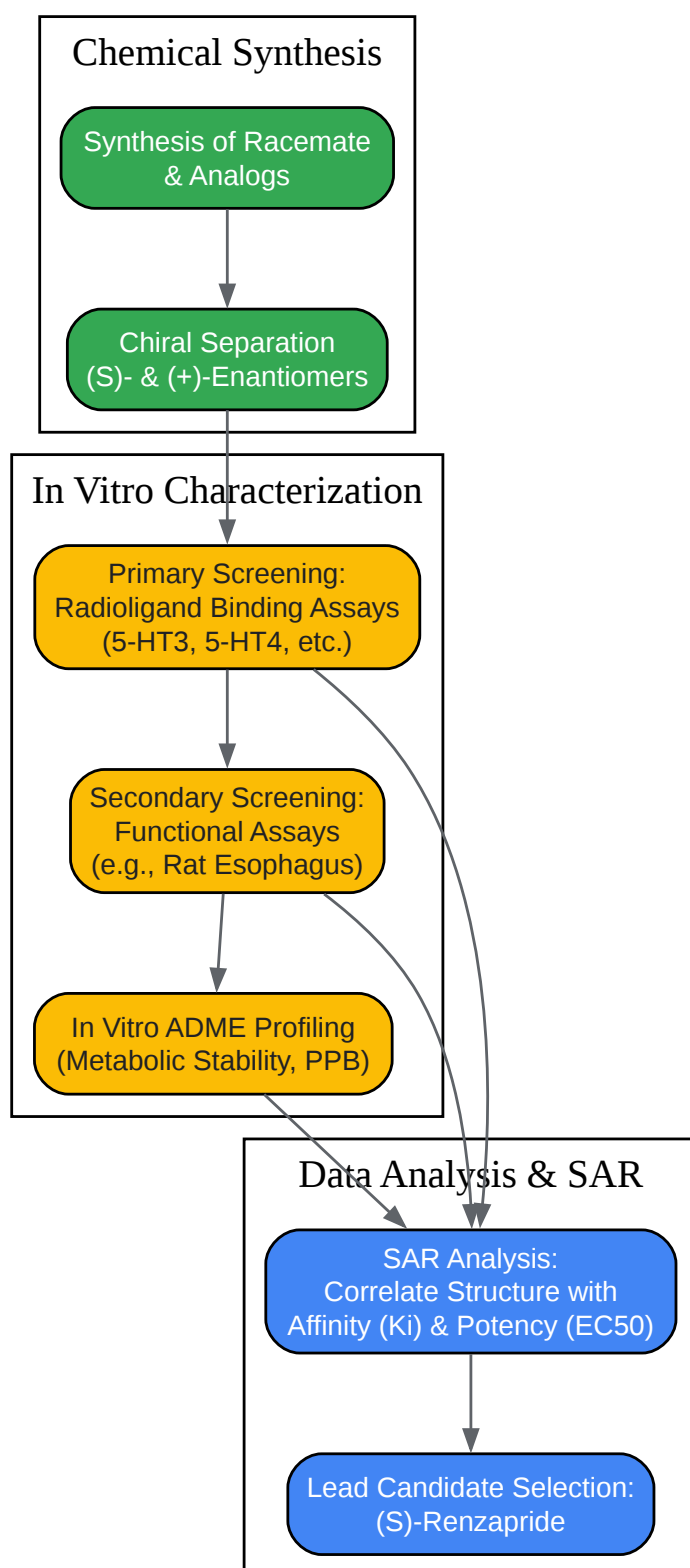 Chemical Synthesis
Synthesis of Racemate
& Analogs
Chiral Separation
(S)- & (+)-Enantiomers
In Vitro Characterization
Primary Screening:
Radioligand Binding Assays
(5-HT3, 5-HT4, etc.)
Secondary Screening:
Functional Assays
(e.g., Rat Esophagus)
In Vitro ADME Profiling
(Metabolic Stability, PPB)
Data Analysis & SAR
SAR Analysis:
Correlate Structure with
Affinity (Ki) & Potency (EC50)
Lead Candidate Selection:
(S)-Renzapride